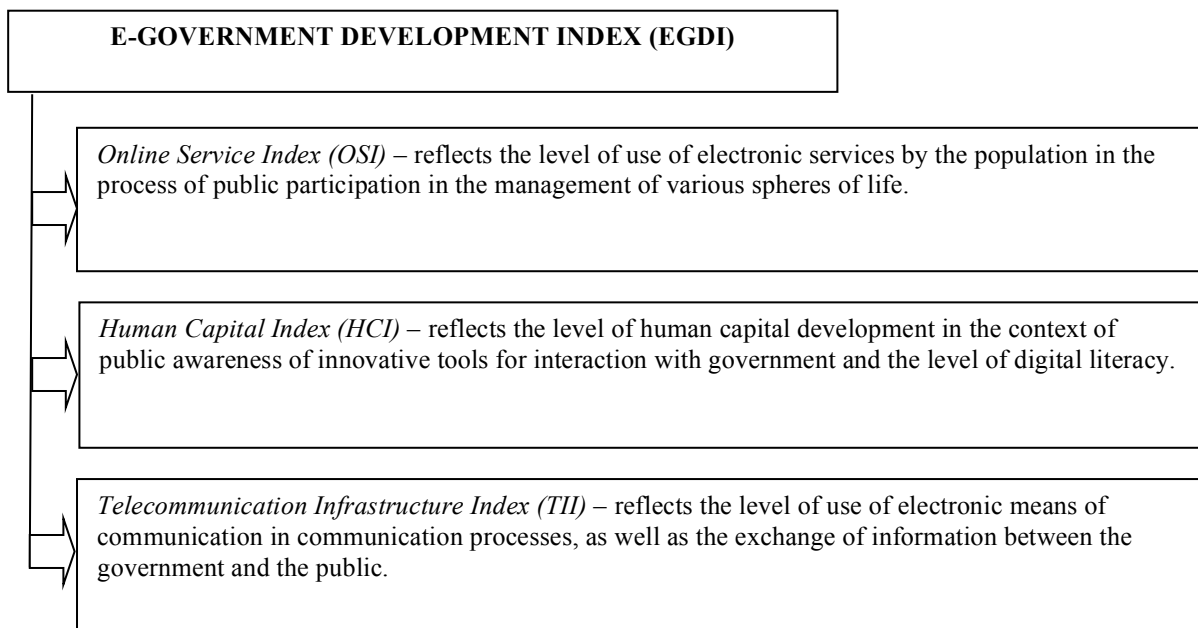 E-GOVERNMENT DEVELOPMENT INDEX (EGDI)
Online Service Index (OSI) – reflects the level of use of electronic services by the population in the
process of public participation in the management of various spheres of life.
Human Capital Index (HCI) – reflects the level of human capital development in the context of
public awareness of innovative tools for interaction with government and the level of digital literacy.
Telecommunication Infrastructure Index (TII) – reflects the level of use of electronic means of
communication in communication processes, as well as the exchange of information between the
government and the public.